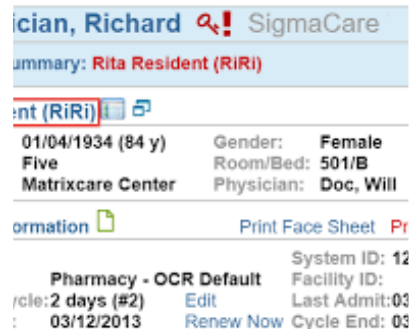 ician, Richard SigmaCare
ummary: Rita Resident (RiRi)
ent (RiRi)
01/04/1934 (84 y) Gender: Female
Five Room/Bed: 501/B
Matrixcare Center Physician: Doc, Will
ormation Print Face Sheet Pr
System ID: 12
Pharmacy - OCR Default Facility ID:
ycle: 2 days (#2) Edit Last Admit: 03
: 03/12/2013 Renew Now Cycle End: 03